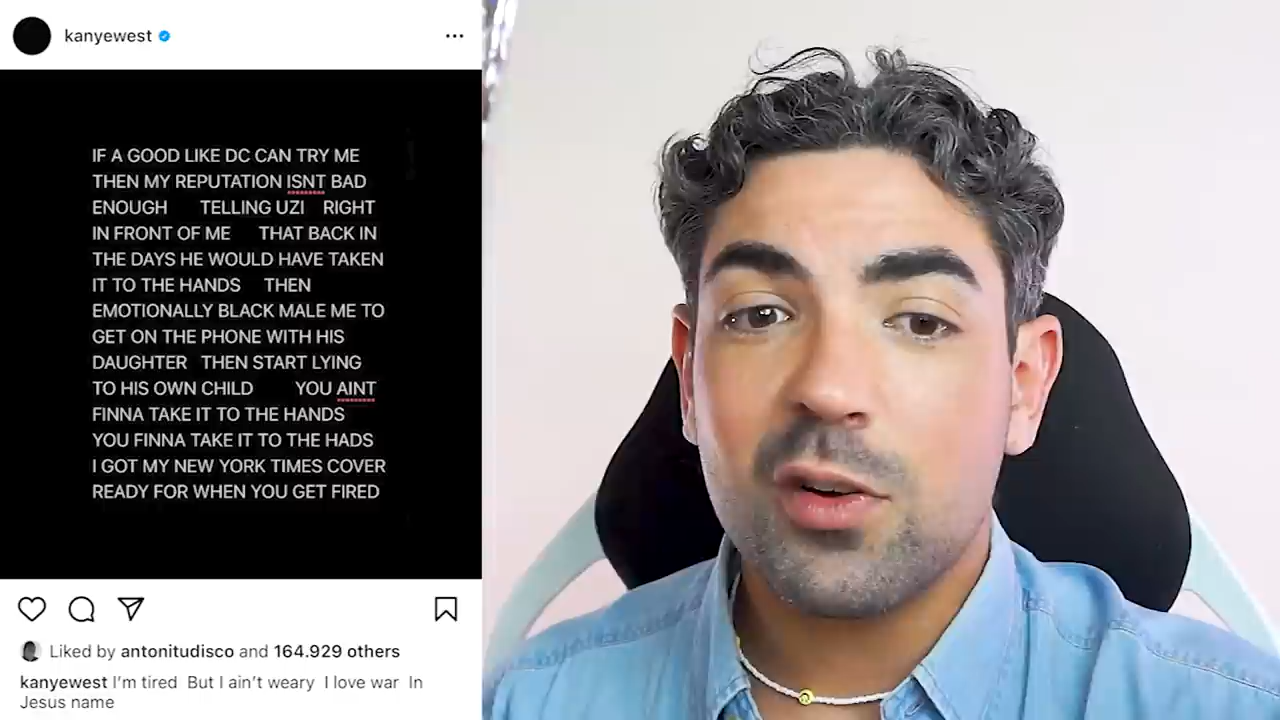 kanyewest
IF A GOOD LIKE DC CAN TRY ME
THEN MY REPUTATION ISNT BAD
ENOUGH TELLING UZI RIGHT
IN FRONT OF ME THAT BACK IN
THE DAYS HE WOULD HAVE TAKEN
IT TO THE HANDS THEN
EMOTIONALLY BLACK MALE ME TO
GET ON THE PHONE WITH HIS
DAUGHTER THEN START LYING
TO HIS OWN CHILD YOU AINT
FINNA TAKE IT TO THE HANDS
YOU FINNA TAKE IT TO THE HADS
I GOT MY NEW YORK TIMES COVER
READY FOR WHEN YOU GET FIRED
Liked by antonitudisco and 164.929 others
kanyewest I'm tired But I ain't weary I love war In
Jesus name